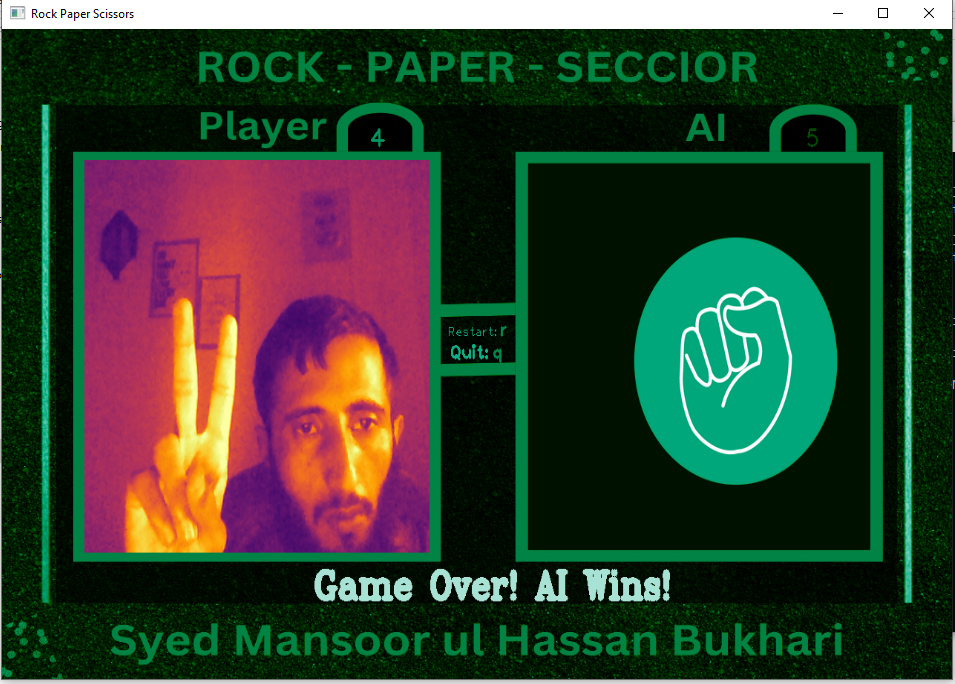 Rock Paper Scissors
ROCK - PAPER - SECCIOR
Player 4
AI 5
Restart: r
Quit: q
Game Over! AI Wins!
Syed Mansoor ul Hassan Bukhari